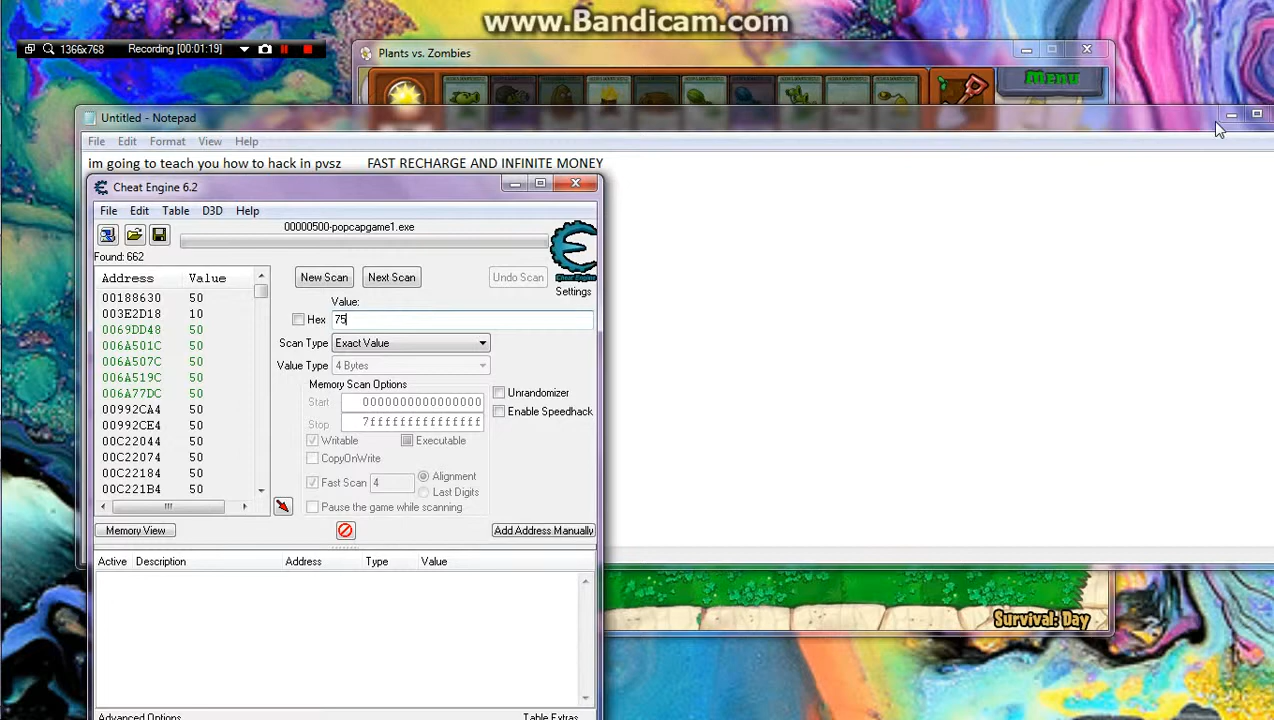 www.Bandicam.com
1366x768 Recording [00:01:19]
Plants vs. Zombies
Menu
Untitled - Notepad
File Edit Format View Help
im going to teach you how to hack in pvsz FAST RECHARGE AND INFINITE MONEY
Cheat Engine 6.2
File Edit Table D3D Help
00000500-popcapgame1.exe
Found: 662
Address Value
00188630 50
003E2D18 10
0069DD48 50
006A501C 50
006A507C 50
006A519C 50
006A77DC 50
00992CA4 50
00992CE4 50
00C22044 50
00C22074 50
00C22184 50
00C221B4 50
New Scan Next Scan Undo Scan
Settings
Value:
Hex 75
Scan Type Exact Value
Value Type 4 Bytes
Memory Scan Options
Start 0000000000000000
Stop 7fffffffffffffff
Writable Executable
CopyOnWrite
Fast Scan 4 Alignment
Last Digits
Pause the game while scanning
Unrandomizer
Enable Speedhack
Memory View Add Address Manually
Active Description Address Type Value
Advanced Options Table Extras
Survival: Day